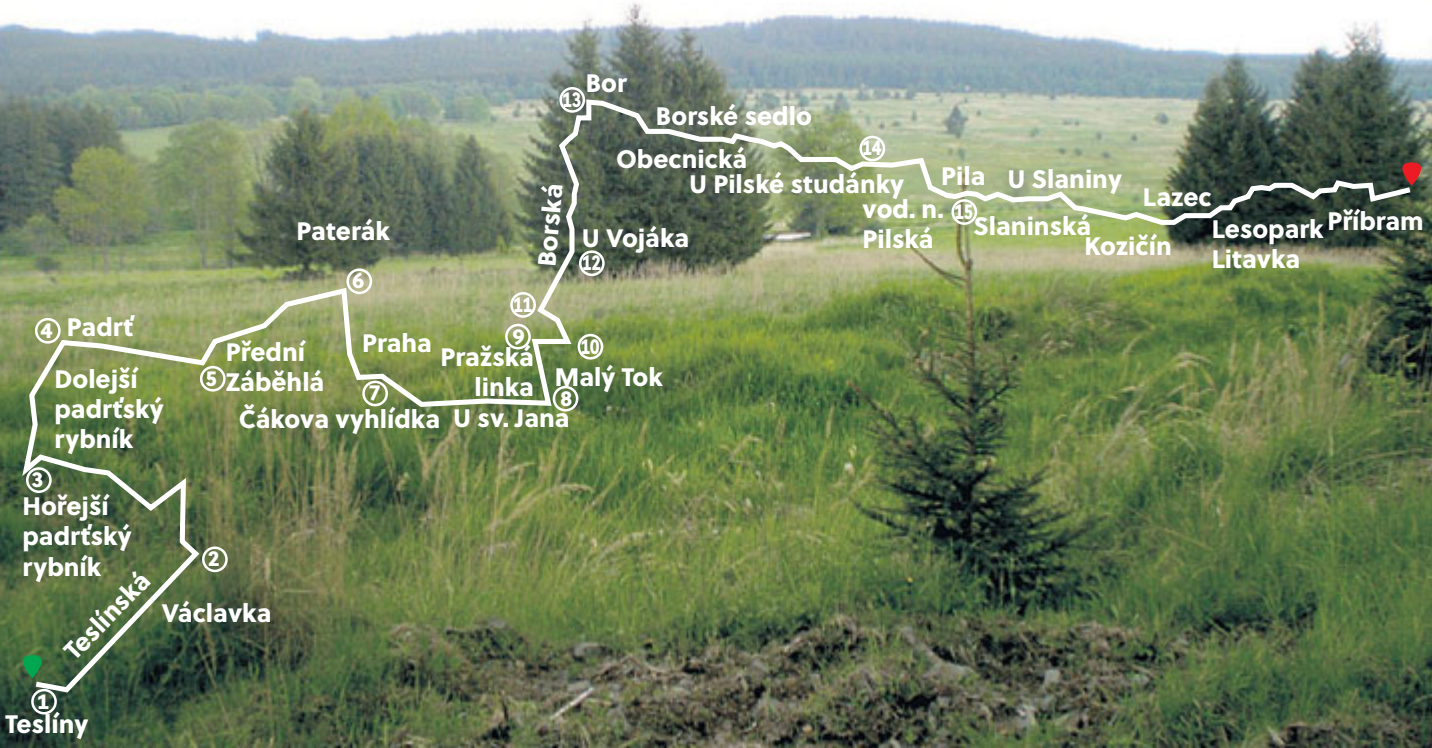 ① Teslíny
Teslínská
② Václavka
③ Hořejší
padrťský
rybník
Dolejší
padrťský
rybník
④ Padrť
⑤ Přední
Záběhlá
Paterák
⑥
Praha
⑦
Čákova vyhlídka
U sv. Jana
⑧
Malý Tok
Pražská
linka
⑨
⑩
⑪
⑫
U Vojáka
Borská
⑬ Bor
Borské sedlo
Obecnická
⑭
U Pilské studánky
vod. n.
Pilská
Pila
⑮
Slaninská
U Slaniny
Kozičín
Lazec
Lesopark
Litavka
Příbram